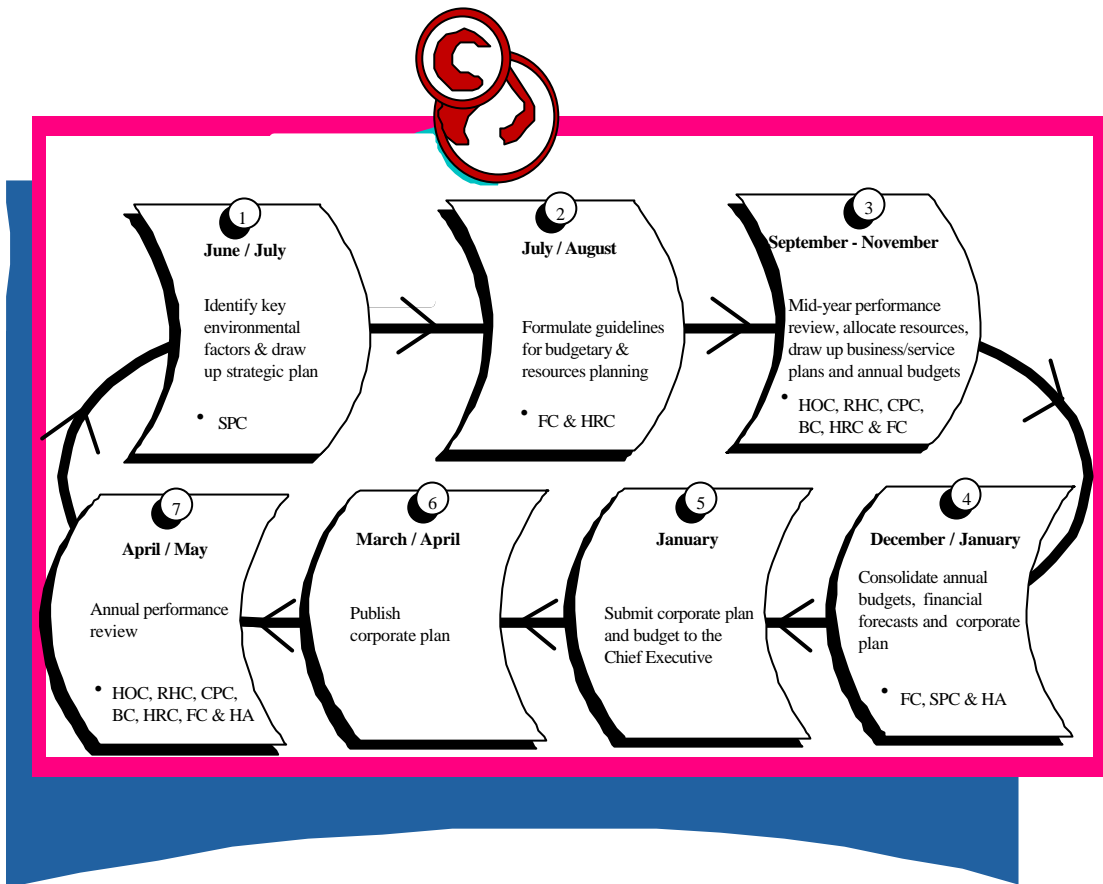 1
June / July
Identify key
environmental
factors & draw
up strategic plan
• SPC
2
July / August
Formulate guidelines
for budgetary &
resources planning
• FC & HRC
3
September - November
Mid-year performance
review, allocate resources,
draw up business/service
plans and annual budgets
• HOC, RHC, CPC,
BC, HRC & FC
4
December / January
Consolidate annual
budgets, financial
forecasts and corporate
plan
• FC, SPC & HA
5
January
Submit corporate plan
and budget to the
Chief Executive
6
March / April
Publish
corporate plan
7
April / May
Annual performance
review
• HOC, RHC, CPC,
BC, HRC, FC & HA